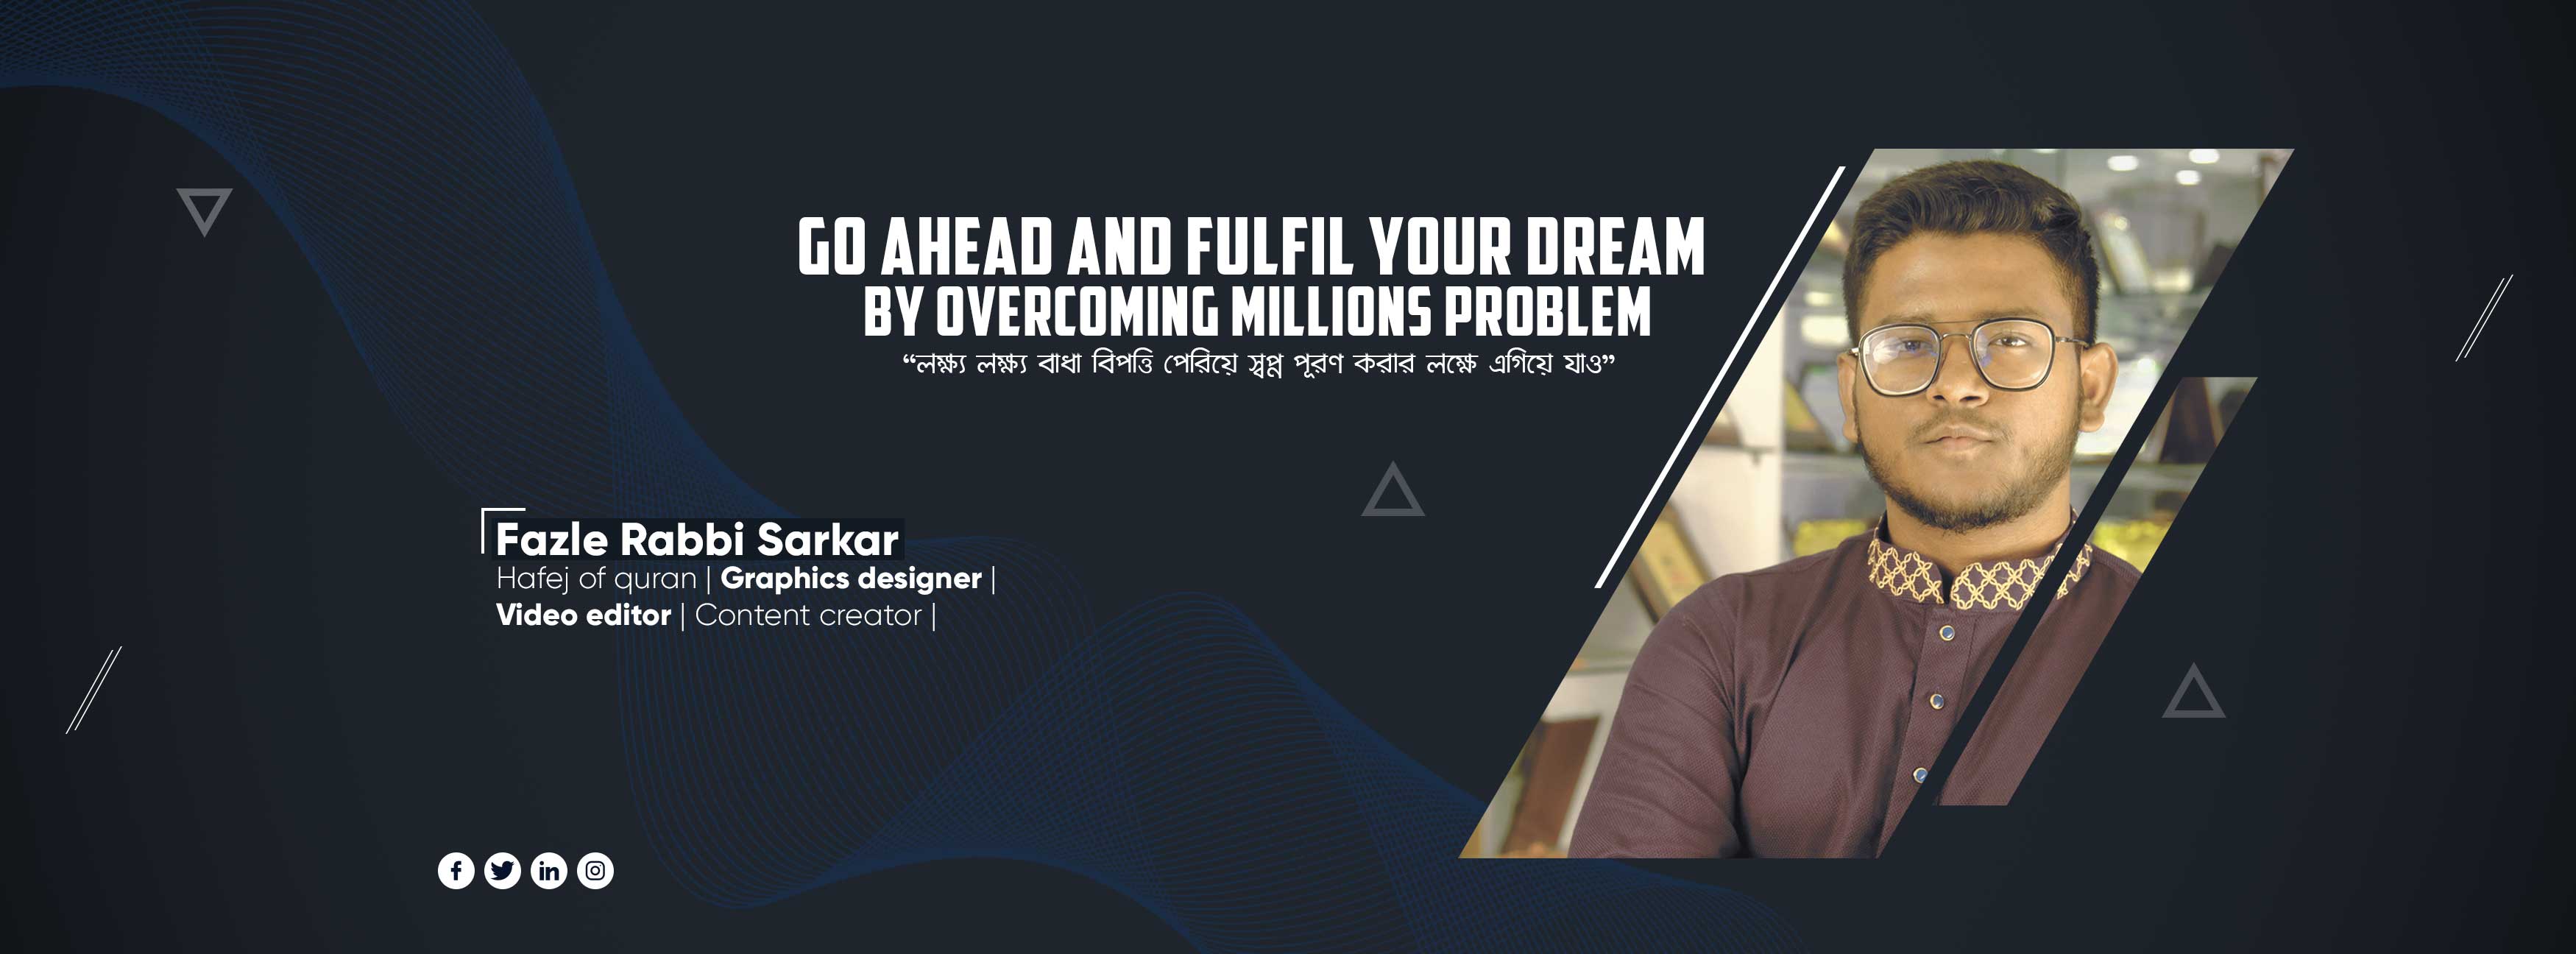 GO AHEAD AND FULFIL YOUR DREAM
BY OVERCOMING MILLIONS PROBLEM
“লক্ষ্য লক্ষ্য বাধা বিপত্তি পেরিয়ে স্বপ্ন পূরণ করার লক্ষে এগিয়ে যাও”
Fazle Rabbi Sarkar
Hafej of quran | Graphics designer |
Video editor | Content creator |